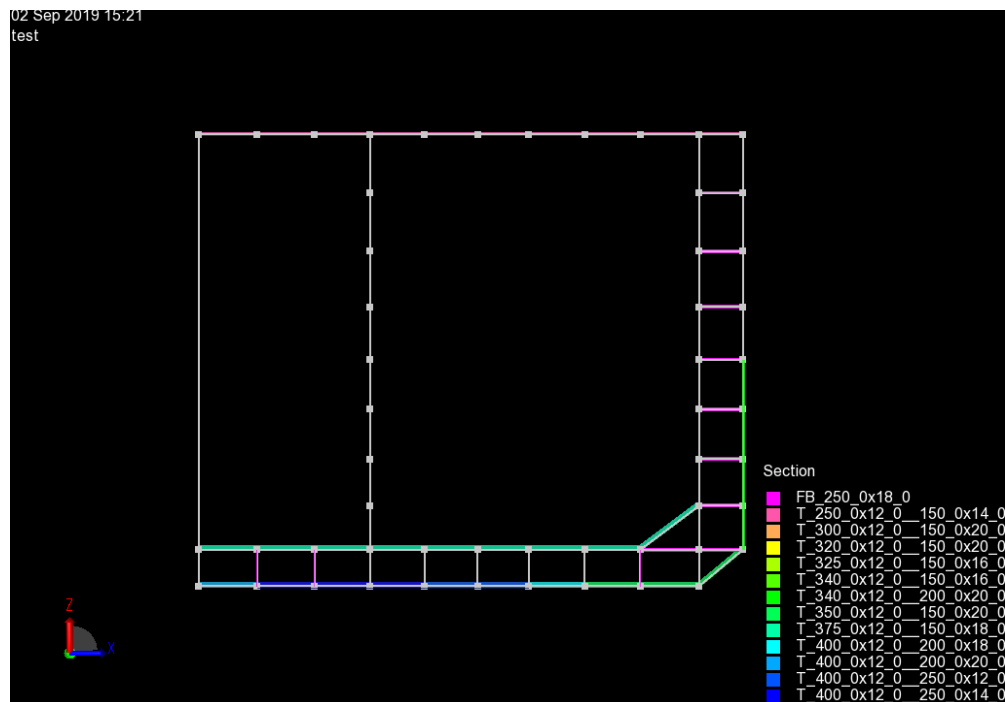 02 Sep 2019 15:21
test
Section
FB_250_0x18_0
T_250_0x12_0__150_0x14_0
T_300_0x12_0__150_0x20_0
T_320_0x12_0__150_0x20_0
T_325_0x12_0__150_0x16_0
T_340_0x12_0__150_0x16_0
T_340_0x12_0__200_0x20_0
T_350_0x12_0__150_0x20_0
T_375_0x12_0__150_0x18_0
T_400_0x12_0__200_0x18_0
T_400_0x12_0__200_0x20_0
T_400_0x12_0__250_0x12_0
T_400_0x12_0__250_0x14_0
Z
X